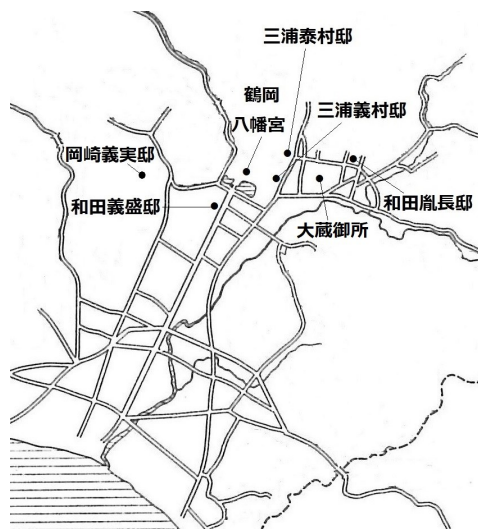 三浦泰村邸
鶴岡
八幡宮
三浦義村邸
岡崎義実邸
和田義盛邸
和田胤長邸
大蔵御所